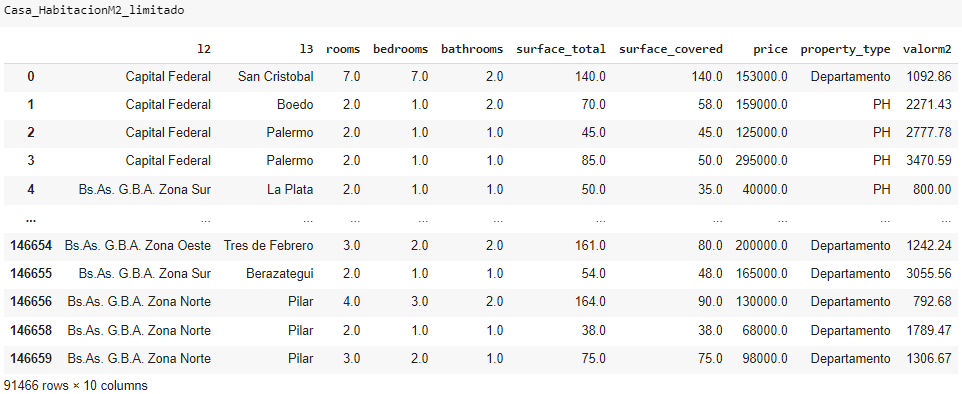 Casa_HabitacionM2_limitado
l2 l3 rooms bedrooms bathrooms surface_total surface_covered price property_type valorm2
0 Capital Federal San Cristobal 7.0 7.0 2.0 140.0 140.0 153000.0 Departamento 1092.86
1 Capital Federal Boedo 2.0 1.0 2.0 70.0 58.0 159000.0 PH 2271.43
2 Capital Federal Palermo 2.0 1.0 1.0 45.0 45.0 125000.0 PH 2777.78
3 Capital Federal Palermo 2.0 1.0 1.0 85.0 50.0 295000.0 PH 3470.59
4 Bs.As. G.B.A. Zona Sur La Plata 2.0 1.0 1.0 50.0 35.0 40000.0 PH 800.00
... ... ... ... ... ... ... ... ... ... ...
146654 Bs.As. G.B.A. Zona Oeste Tres de Febrero 3.0 2.0 2.0 161.0 80.0 200000.0 Departamento 1242.24
146655 Bs.As. G.B.A. Zona Sur Berazategui 2.0 1.0 1.0 54.0 48.0 165000.0 Departamento 3055.56
146656 Bs.As. G.B.A. Zona Norte Pilar 4.0 3.0 2.0 164.0 90.0 130000.0 Departamento 792.68
146658 Bs.As. G.B.A. Zona Norte Pilar 2.0 1.0 1.0 38.0 38.0 68000.0 Departamento 1789.47
146659 Bs.As. G.B.A. Zona Norte Pilar 3.0 2.0 1.0 75.0 75.0 98000.0 Departamento 1306.67
91466 rows × 10 columns